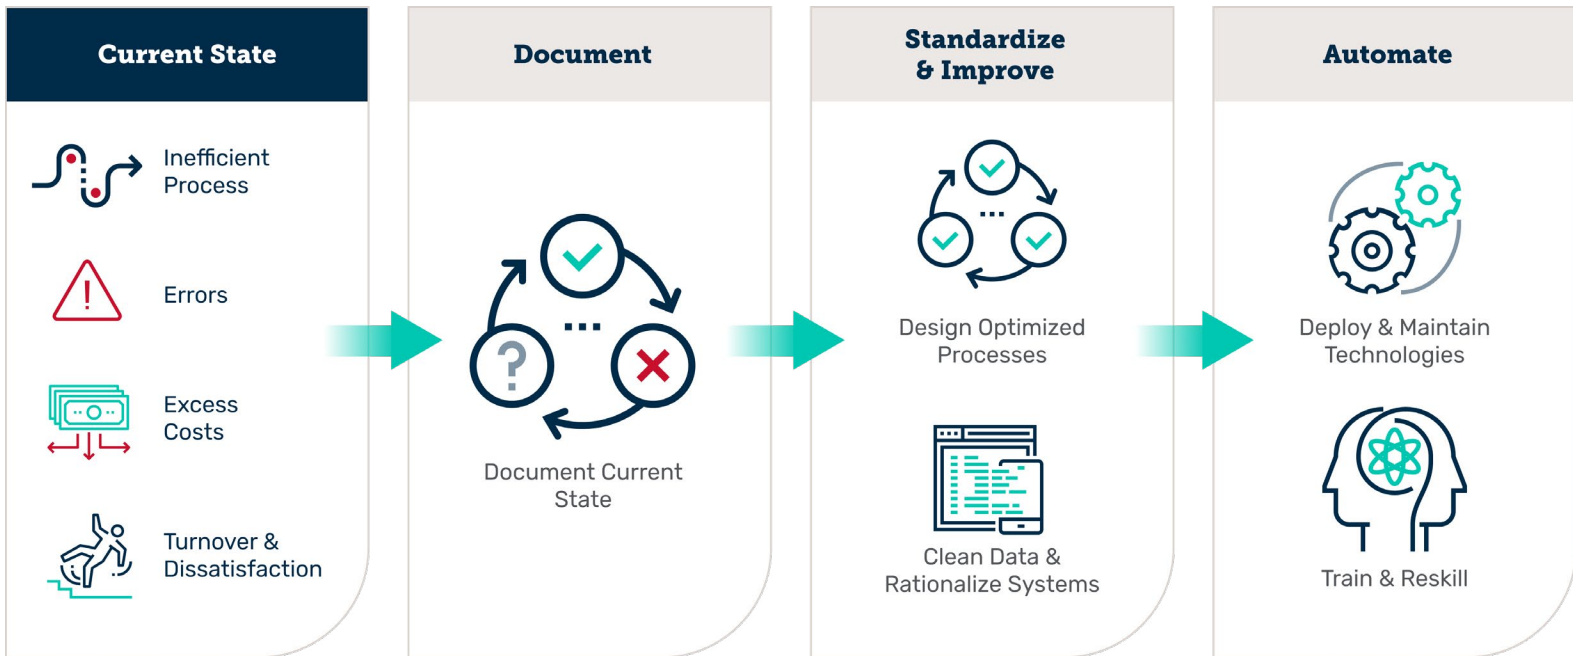 Current State
Inefficient
Process
Errors
Excess
Costs
Turnover &
Dissatisfaction
Document
Document Current
State
Standardize
& Improve
Design Optimized
Processes
Clean Data &
Rationalize Systems
Automate
Deploy & Maintain
Technologies
Train & Reskill